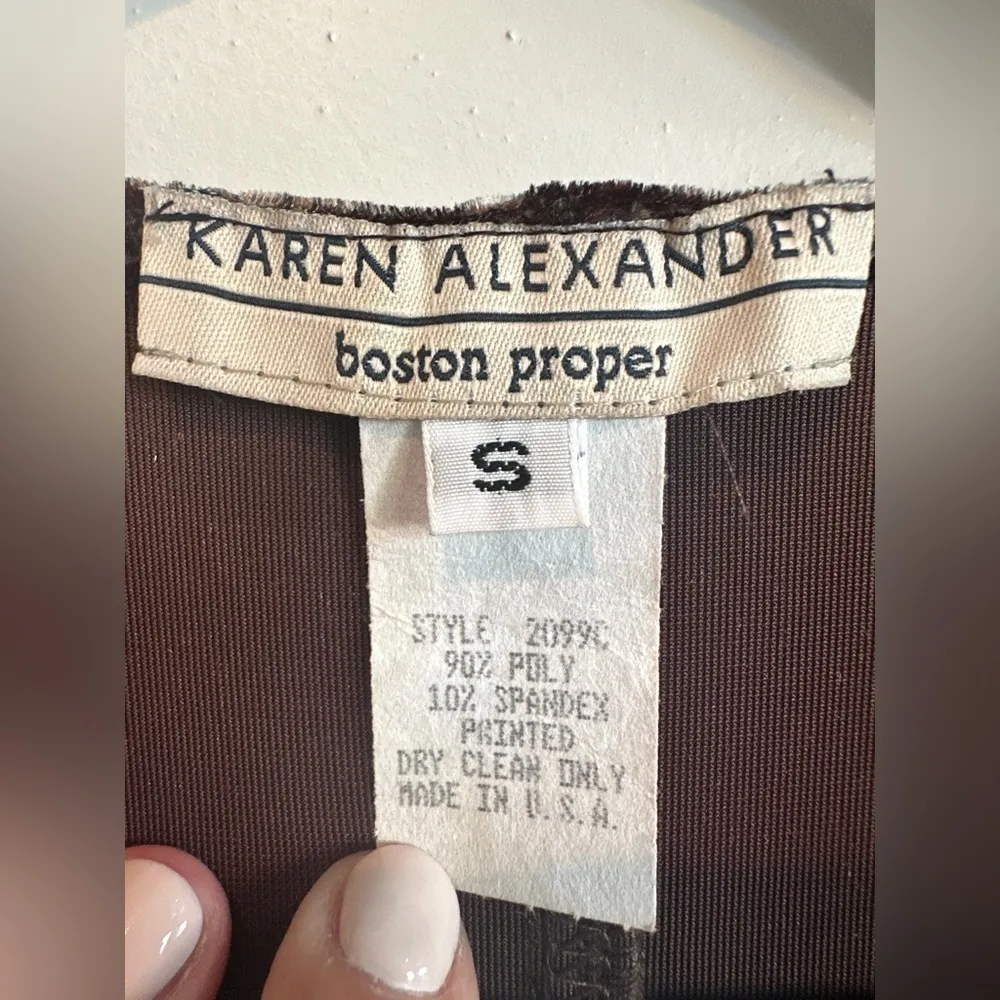 KAREN ALEXANDER
boston proper
S
STYLE 2099C
90% POLY
10% SPANDEX
PRINTED
DRY CLEAN ONLY
MADE IN U.S.A.